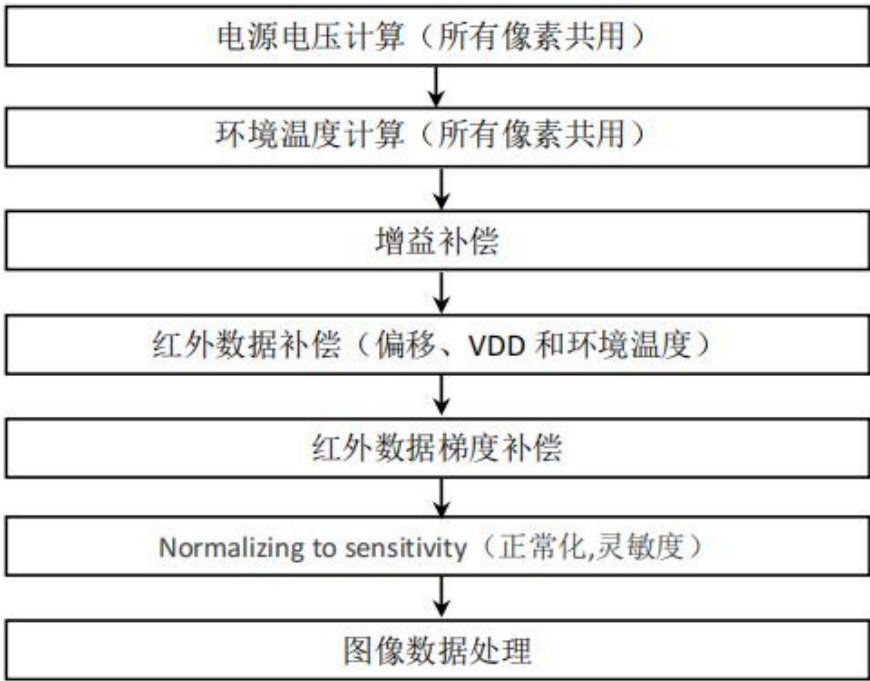 电源电压计算（所有像素共用）
环境温度计算（所有像素共用）
增益补偿
红外数据补偿（偏移、VDD 和环境温度）
红外数据梯度补偿
Normalizing to sensitivity（正常化,灵敏度）
图像数据处理